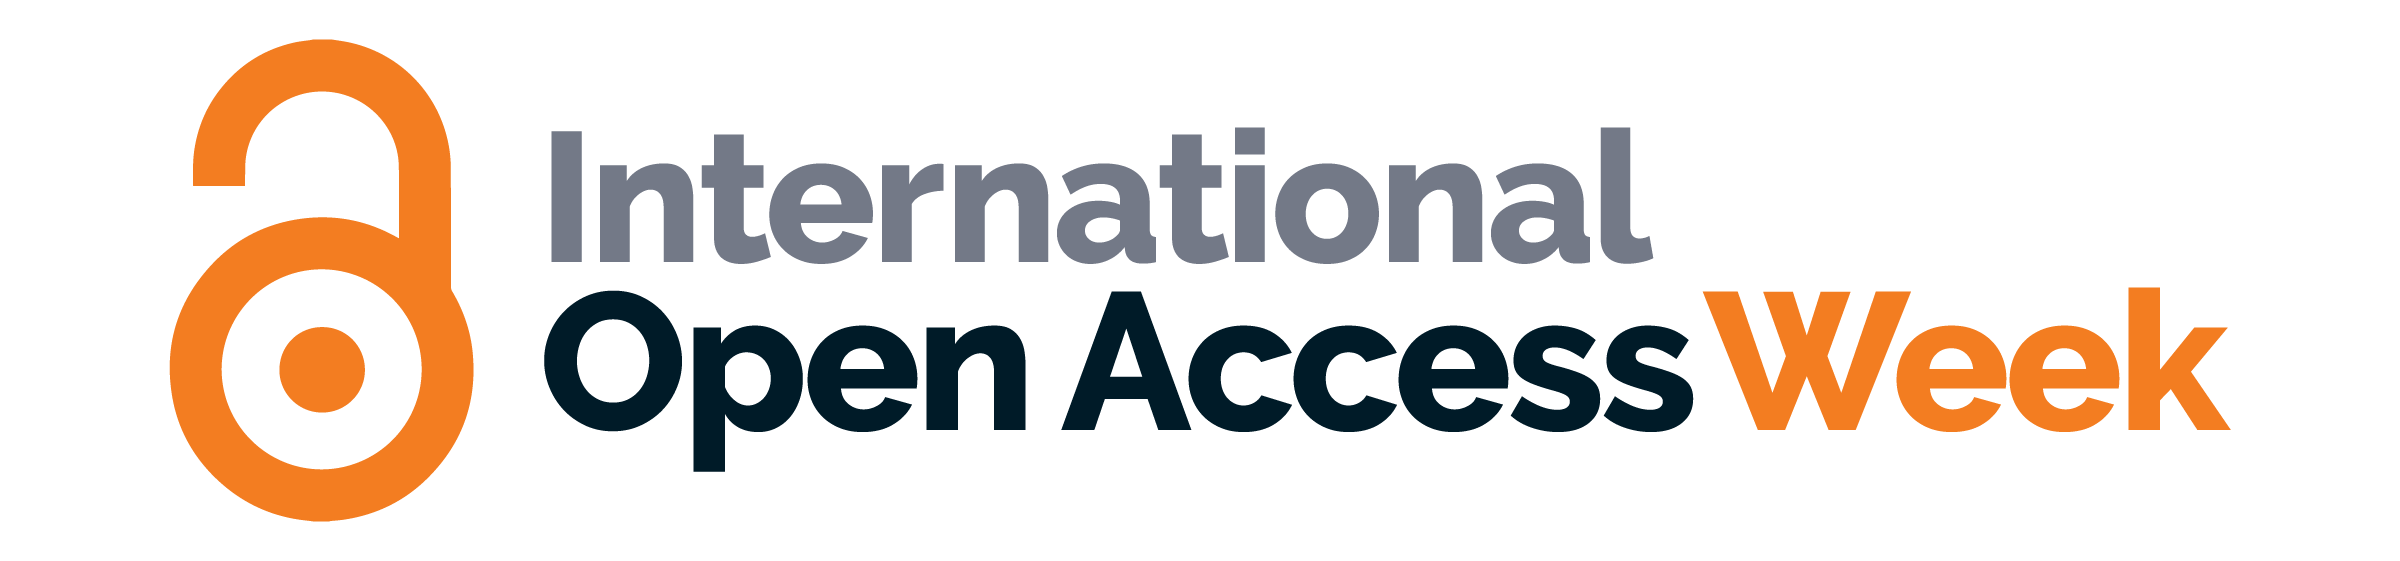 International
Open Access Week